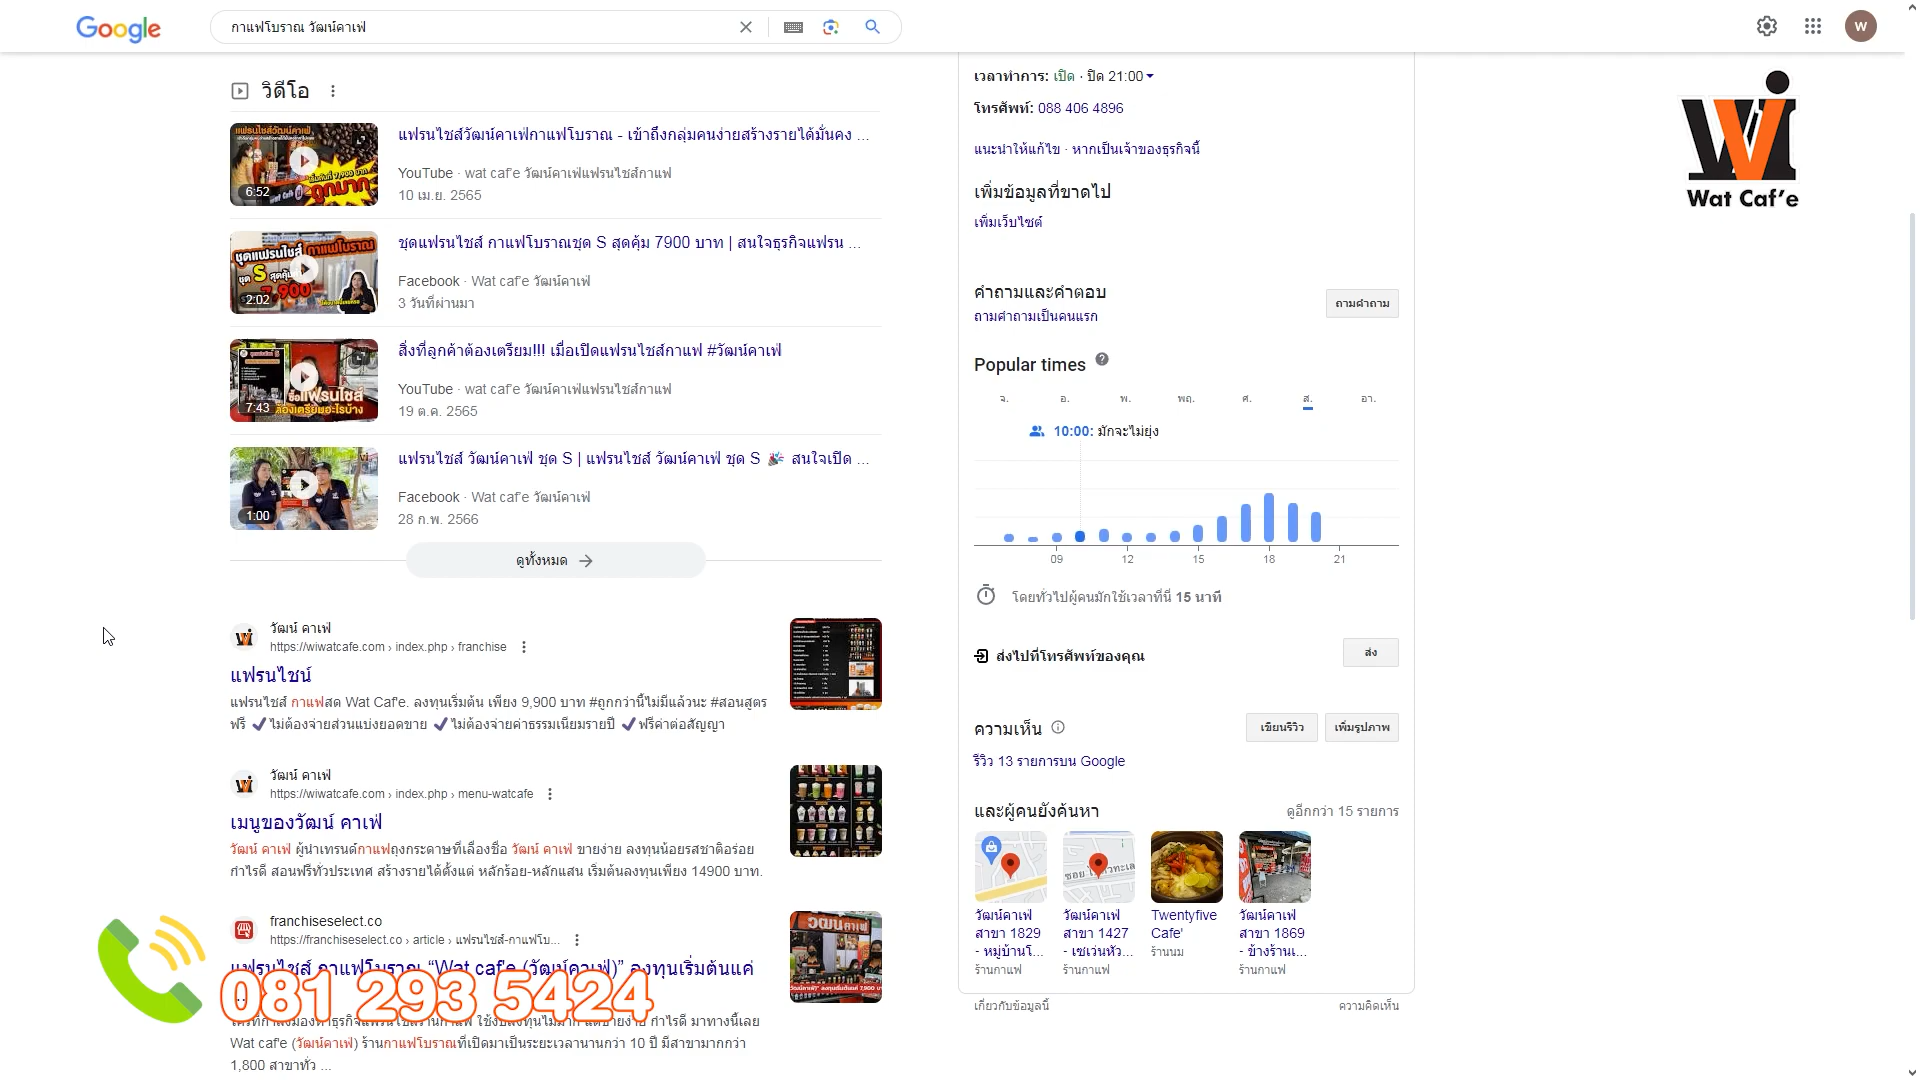 Google
กาแฟโบราณ วัฒน์คาเฟ่
W
Wat Caf'e
วิดีโอ
6:52
แฟรนไชส์วัฒน์คาเฟ่กาแฟโบราณ - เข้าถึงกลุ่มคนง่ายสร้างรายได้มั่นคง ...
YouTube · wat caf'e วัฒน์คาเฟ่แฟรนไชส์กาแฟ
10 เม.ย. 2565
2:02
ชุดแฟรนไชส์ กาแฟโบราณชุด S สุดคุ้ม 7900 บาท | สนใจธุรกิจแฟรน ...
Facebook · Wat caf'e วัฒน์คาเฟ่
3 วันที่ผ่านมา
7:43
สิ่งที่ลูกค้าต้องเตรียม!!! เมื่อเปิดแฟรนไชส์กาแฟ #วัฒน์คาเฟ่
YouTube · wat caf'e วัฒน์คาเฟ่แฟรนไชส์กาแฟ
19 ต.ค. 2565
1:00
แฟรนไชส์ วัฒน์คาเฟ่ ชุด S | แฟรนไชส์ วัฒน์คาเฟ่ ชุด S 🎉 สนใจเปิด ...
Facebook · Wat caf'e วัฒน์คาเฟ่
28 ก.พ. 2566
ดูทั้งหมด
วัฒน์ คาเฟ่
https://wiwatcafe.com › index.php › franchise
แฟรนไชน์
แฟรนไชส์ กาแฟสด Wat Caf'e. ลงทุนเริ่มต้น เพียง 9,900 บาท #ถูกกว่านี้ไม่มีแล้วนะ #สอนสูตร
ฟรี ✔️ไม่ต้องจ่ายส่วนแบ่งยอดขาย ✔️ไม่ต้องจ่ายค่าธรรมเนียมรายปี ✔️ฟรีค่าต่อสัญญา
วัฒน์ คาเฟ่
https://wiwatcafe.com › index.php › menu-watcafe
เมนูของวัฒน์ คาเฟ่
วัฒน์ คาเฟ่ ผู้นำเทรนด์กาแฟถุงกระดาษที่เลื่องชื่อ วัฒน์ คาเฟ่ ขายง่าย ลงทุนน้อยรสชาติอร่อย
กำไรดี สอนฟรีทั่วประเทศ สร้างรายได้ตั้งแต่ หลักร้อย-หลักแสน เริ่มต้นลงทุนเพียง 14900 บาท.
franchiseselect.co
https://franchiseselect.co › article › แฟรนไชส์-กาแฟโบ...
แฟรนไชส์ กาแฟโบราณ “Wat caf'e (วัฒน์คาเฟ่)” ลงทุนเริ่มต้นแค่
081 293 5424
Wat caf'e (วัฒน์คาเฟ่) ร้านกาแฟโบราณที่เปิดมาเป็นระยะเวลานานกว่า 10 ปี มีสาขามากกว่า
1,800 สาขาทั่ว ...
เวลาทำการ: เปิด · ปิด 21:00
โทรศัพท์: 088 406 4896
แนะนำให้แก้ไข · หากเป็นเจ้าของธุรกิจนี้
เพิ่มข้อมูลที่ขาดไป
เพิ่มเว็บไซต์
คำถามและคำตอบ
ถามคำถาม
ถามคำถามเป็นคนแรก
Popular times
จ. อ. พ. พฤ. ศ. ส. อา.
10:00: มักจะไม่ยุ่ง
09 12 15 18 21
โดยทั่วไปผู้คนมักใช้เวลาที่นี่ 15 นาที
ส่งไปที่โทรศัพท์ของคุณ
ส่ง
ความเห็น
เขียนรีวิว
เพิ่มรูปภาพ
รีวิว 13 รายการบน Google
และผู้คนยังค้นหา
ดูอีกกว่า 15 รายการ
วัฒน์คาเฟ่ สาขา 1829 - หมู่บ้านโ... ร้านกาแฟ
วัฒน์คาเฟ่ สาขา 1427 - เซเว่นหัว... ร้านกาแฟ
Twentyfive Cafe' ร้านนม
วัฒน์คาเฟ่ สาขา 1869 - ข้างร้านเ... ร้านกาแฟ
เกี่ยวกับข้อมูลนี้
ความคิดเห็น